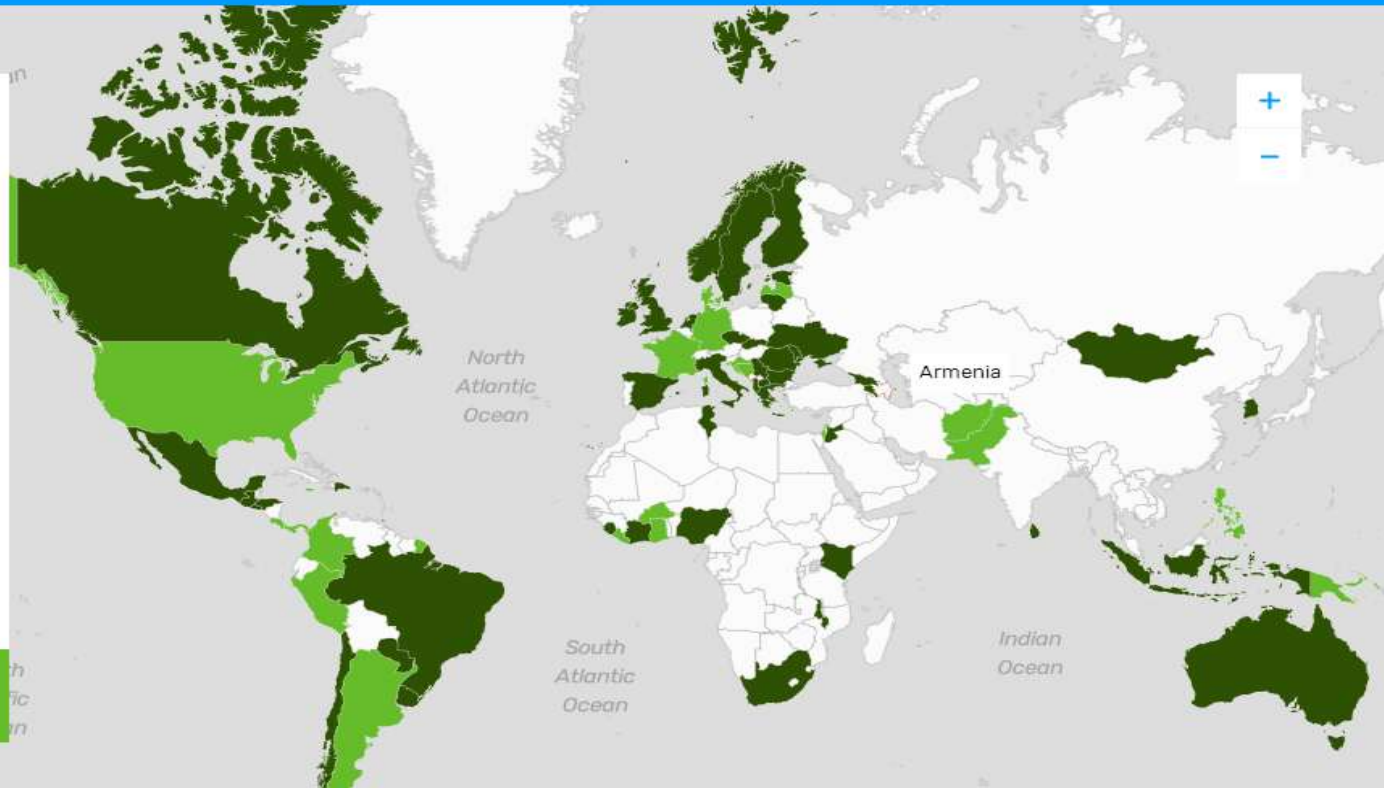 +
−
Armenia
North
Atlantic
Ocean
South
Atlantic
Ocean
Indian
Ocean